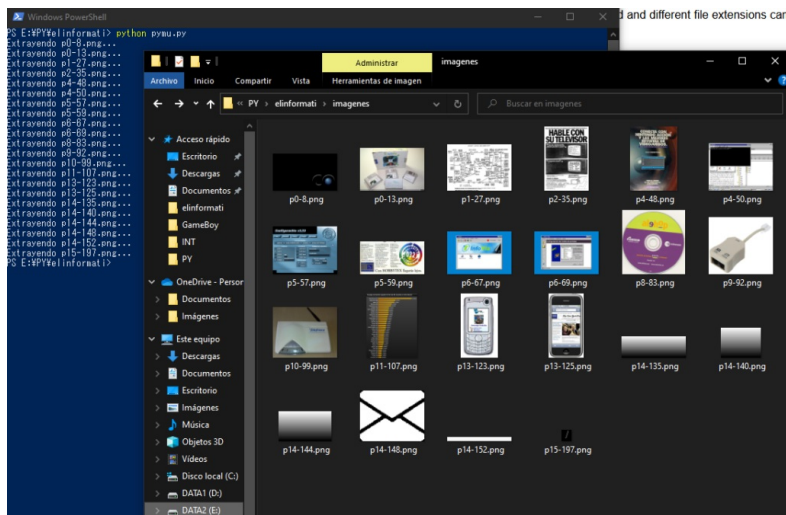 Windows PowerShell
PS E:¥PY¥elinformati> python pymu.py
Extrayendo p0-8.png...
Extrayendo p0-13.png...
Extrayendo p1-27.png...
Extrayendo p2-35.png...
Extrayendo p4-48.png...
Extrayendo p4-50.png...
Extrayendo p5-57.png...
Extrayendo p5-59.png...
Extrayendo p6-67.png...
Extrayendo p6-69.png...
Extrayendo p8-83.png...
Extrayendo p9-92.png...
Extrayendo p10-99.png...
Extrayendo p11-107.png...
Extrayendo p13-123.png...
Extrayendo p13-125.png...
Extrayendo p14-135.png...
Extrayendo p14-140.png...
Extrayendo p14-144.png...
Extrayendo p14-148.png...
Extrayendo p14-152.png...
Extrayendo p15-197.png...
PS E:¥PY¥elinformati>
and different file extensions can
Administrar
imagenes
Archivo Inicio Compartir Vista Herramientas de imagen
« PY › elinformati › imagenes
Buscar en imagenes
Acceso rápido
Escritorio
Descargas
Documentos
elinformati
GameBoy
INT
PY
OneDrive - Person
Documentos
Imágenes
Este equipo
Descargas
Documentos
Escritorio
Imágenes
Música
Objetos 3D
Vídeos
Disco local (C:)
DATA1 (D:)
DATA2 (E:)
HABLE CON
SU TELEVISOR
p0-8.png p0-13.png p1-27.png p2-35.png p4-48.png p4-50.png
p5-57.png p5-59.png p6-67.png p6-69.png p8-83.png p9-92.png
p10-99.png p11-107.png p13-123.png p13-125.png p14-135.png p14-140.png
p14-144.png p14-148.png p14-152.png p15-197.png